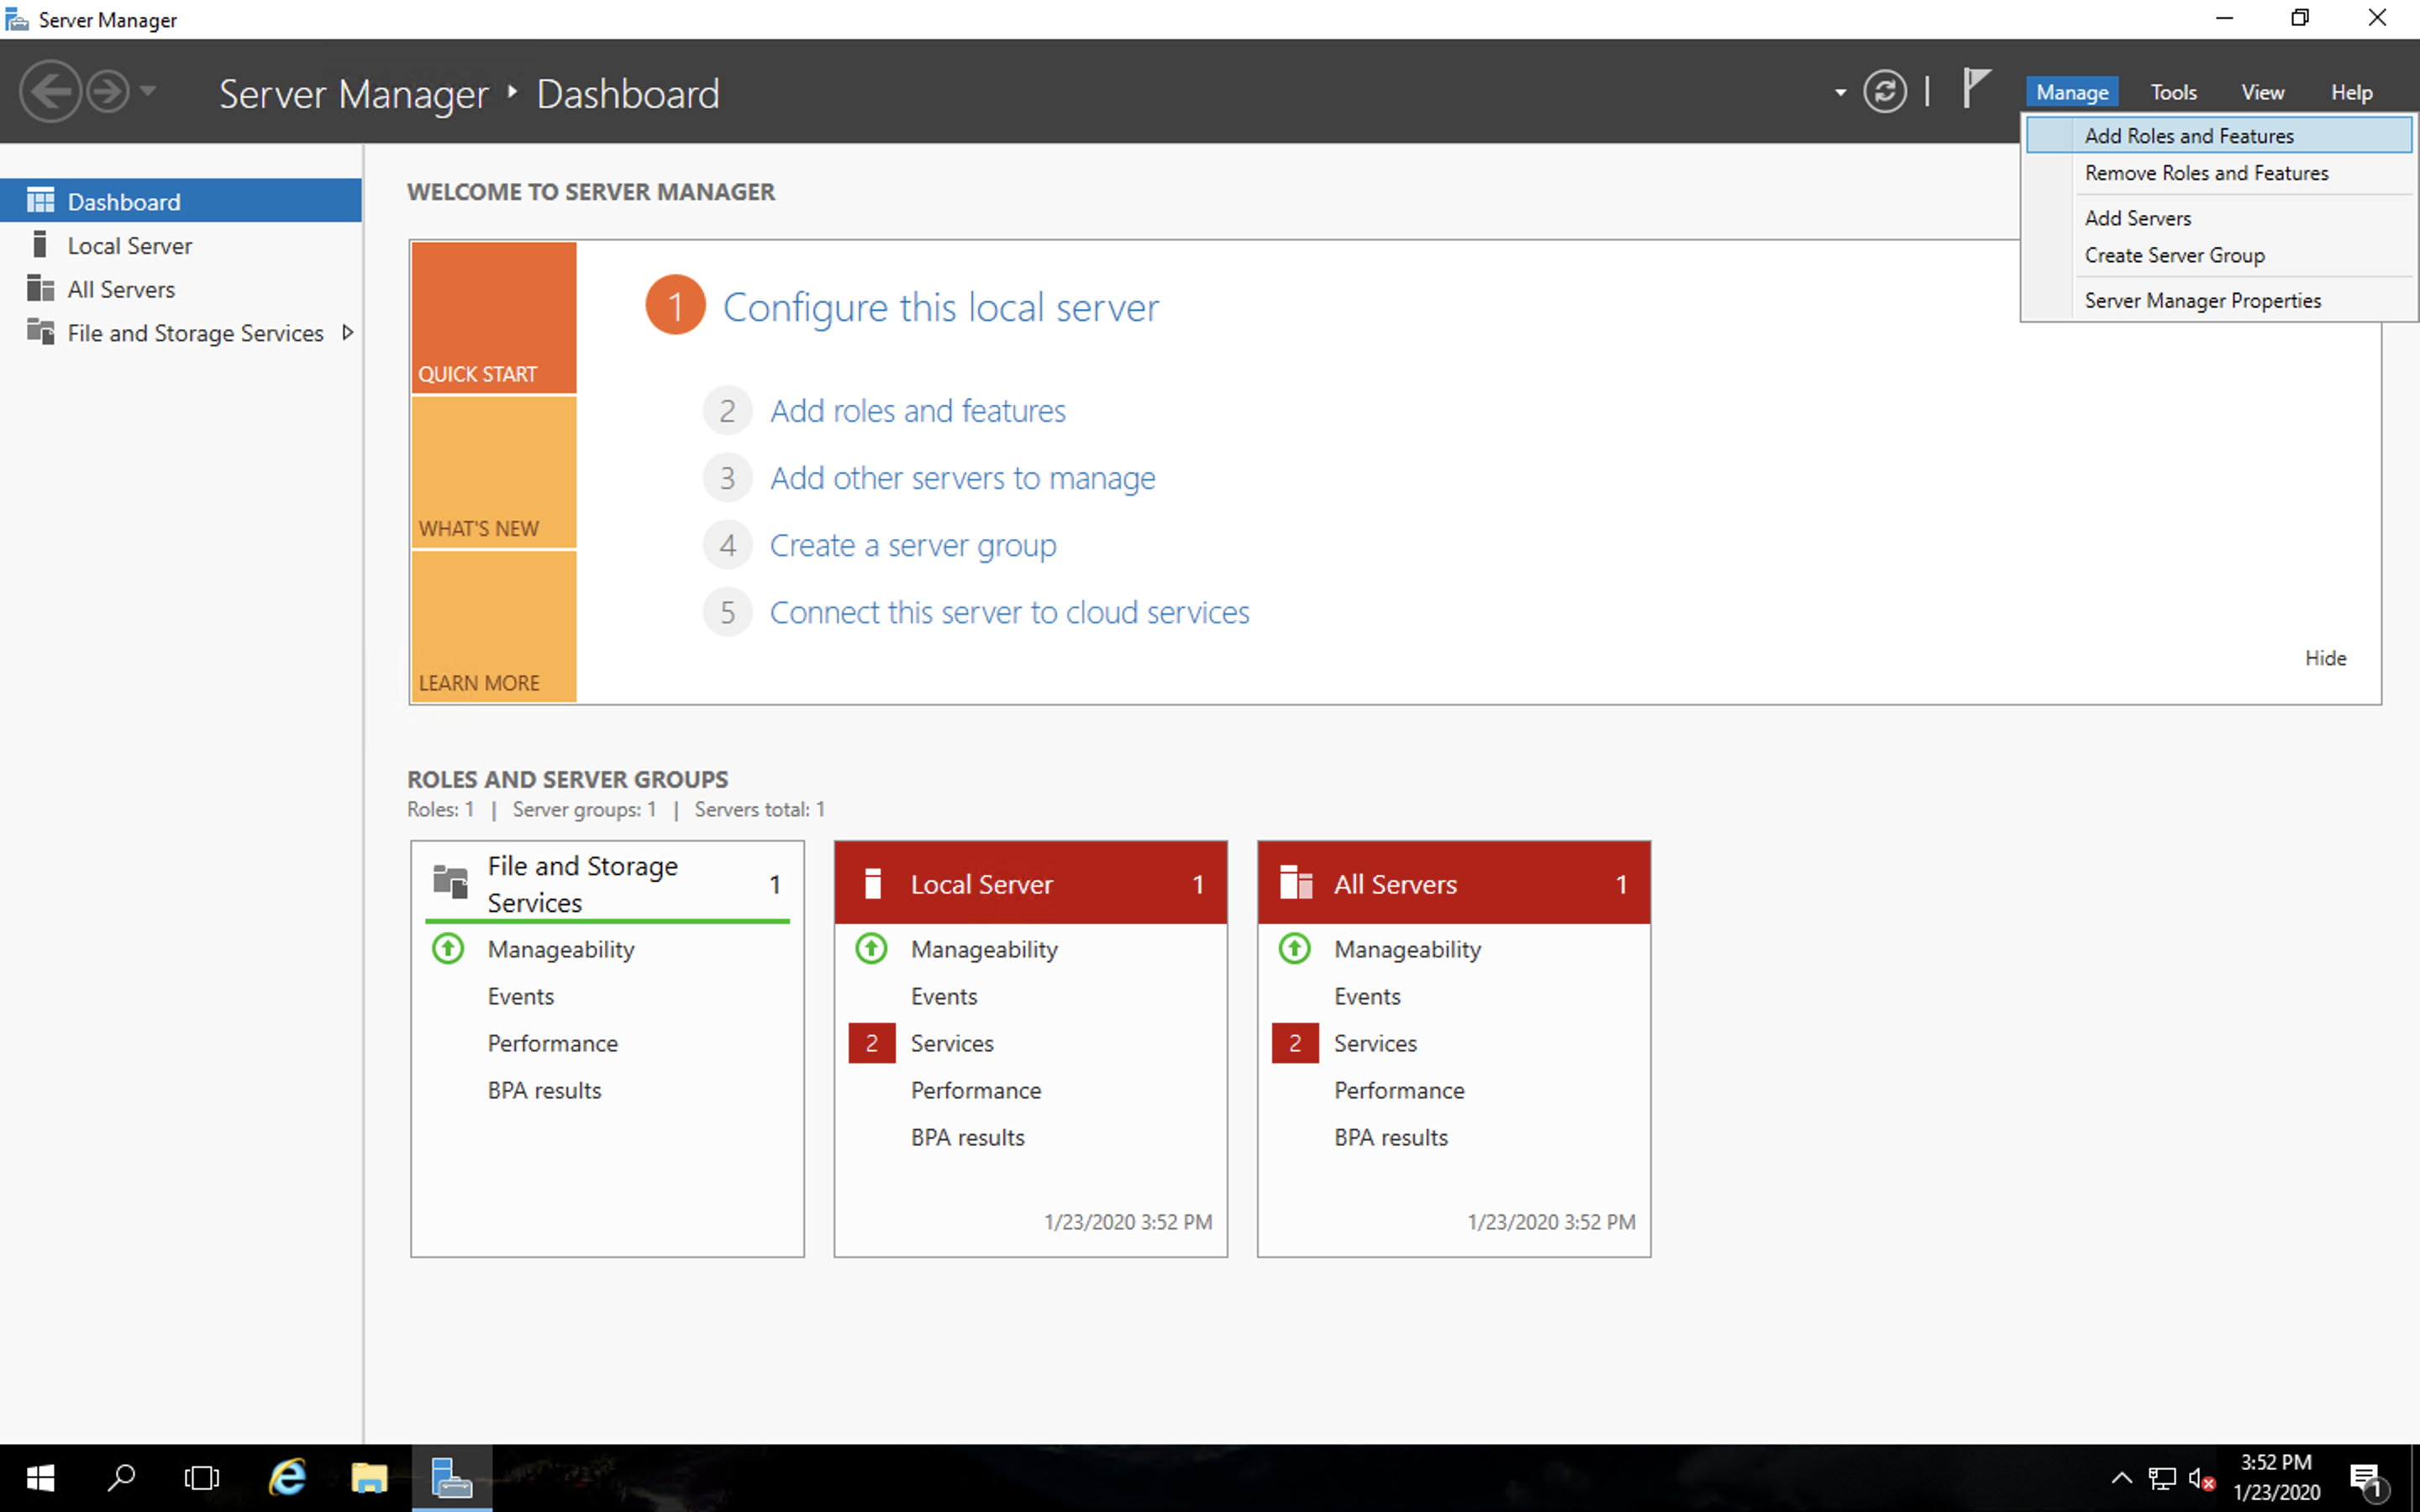 Server Manager
Server Manager ‣ Dashboard
Manage Tools View Help
Add Roles and Features
Remove Roles and Features
Add Servers
Create Server Group
Server Manager Properties
Dashboard
Local Server
All Servers
File and Storage Services
WELCOME TO SERVER MANAGER
QUICK START
WHAT'S NEW
LEARN MORE
1 Configure this local server
2 Add roles and features
3 Add other servers to manage
4 Create a server group
5 Connect this server to cloud services
Hide
ROLES AND SERVER GROUPS
Roles: 1 | Server groups: 1 | Servers total: 1
File and Storage
Services 1
Manageability
Events
Performance
BPA results
Local Server 1
Manageability
Events
2 Services
Performance
BPA results
1/23/2020 3:52 PM
All Servers 1
Manageability
Events
2 Services
Performance
BPA results
1/23/2020 3:52 PM
3:52 PM
1/23/2020
1